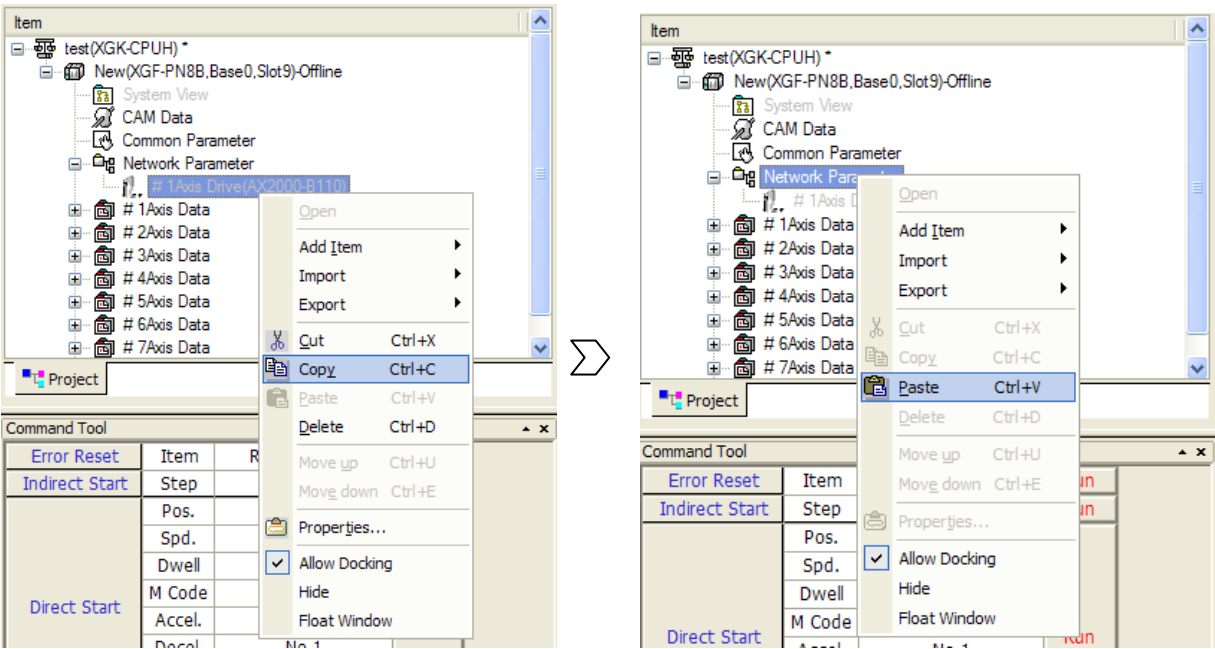 Item
test(XGK-CPUH) *
New(XGF-PN8B,Base0,Slot9)-Offline
System View
CAM Data
Common Parameter
Network Parameter
# 1Axis Drive(AX2000-B110)
# 1Axis Data
# 2Axis Data
# 3Axis Data
# 4Axis Data
# 5Axis Data
# 6Axis Data
# 7Axis Data
Project
Open
Add Item
Import
Export
Cut Ctrl+X
Copy Ctrl+C
Paste Ctrl+V
Delete Ctrl+D
Move up Ctrl+U
Move down Ctrl+E
Properties...
Allow Docking
Hide
Float Window
Command Tool
Error Reset Item R
Indirect Start Step
Pos.
Spd.
Dwell
M Code
Direct Start
Accel.
Decel. No.1
Item
test(XGK-CPUH) *
New(XGF-PN8B,Base0,Slot9)-Offline
System View
CAM Data
Common Parameter
Network Para
# 1Axis D
# 1Axis Data
# 2Axis Data
# 3Axis Data
# 4Axis Data
# 5Axis Data
# 6Axis Data
# 7Axis Data
Project
Open
Add Item
Import
Export
Cut Ctrl+X
Copy Ctrl+C
Paste Ctrl+V
Delete Ctrl+D
Move up Ctrl+U
Move down Ctrl+E
Properties...
Allow Docking
Hide
Float Window
Command Tool
Error Reset Item un
Indirect Start Step un
Pos.
Spd.
Dwell
M Code
Direct Start Run
Accel. No.1